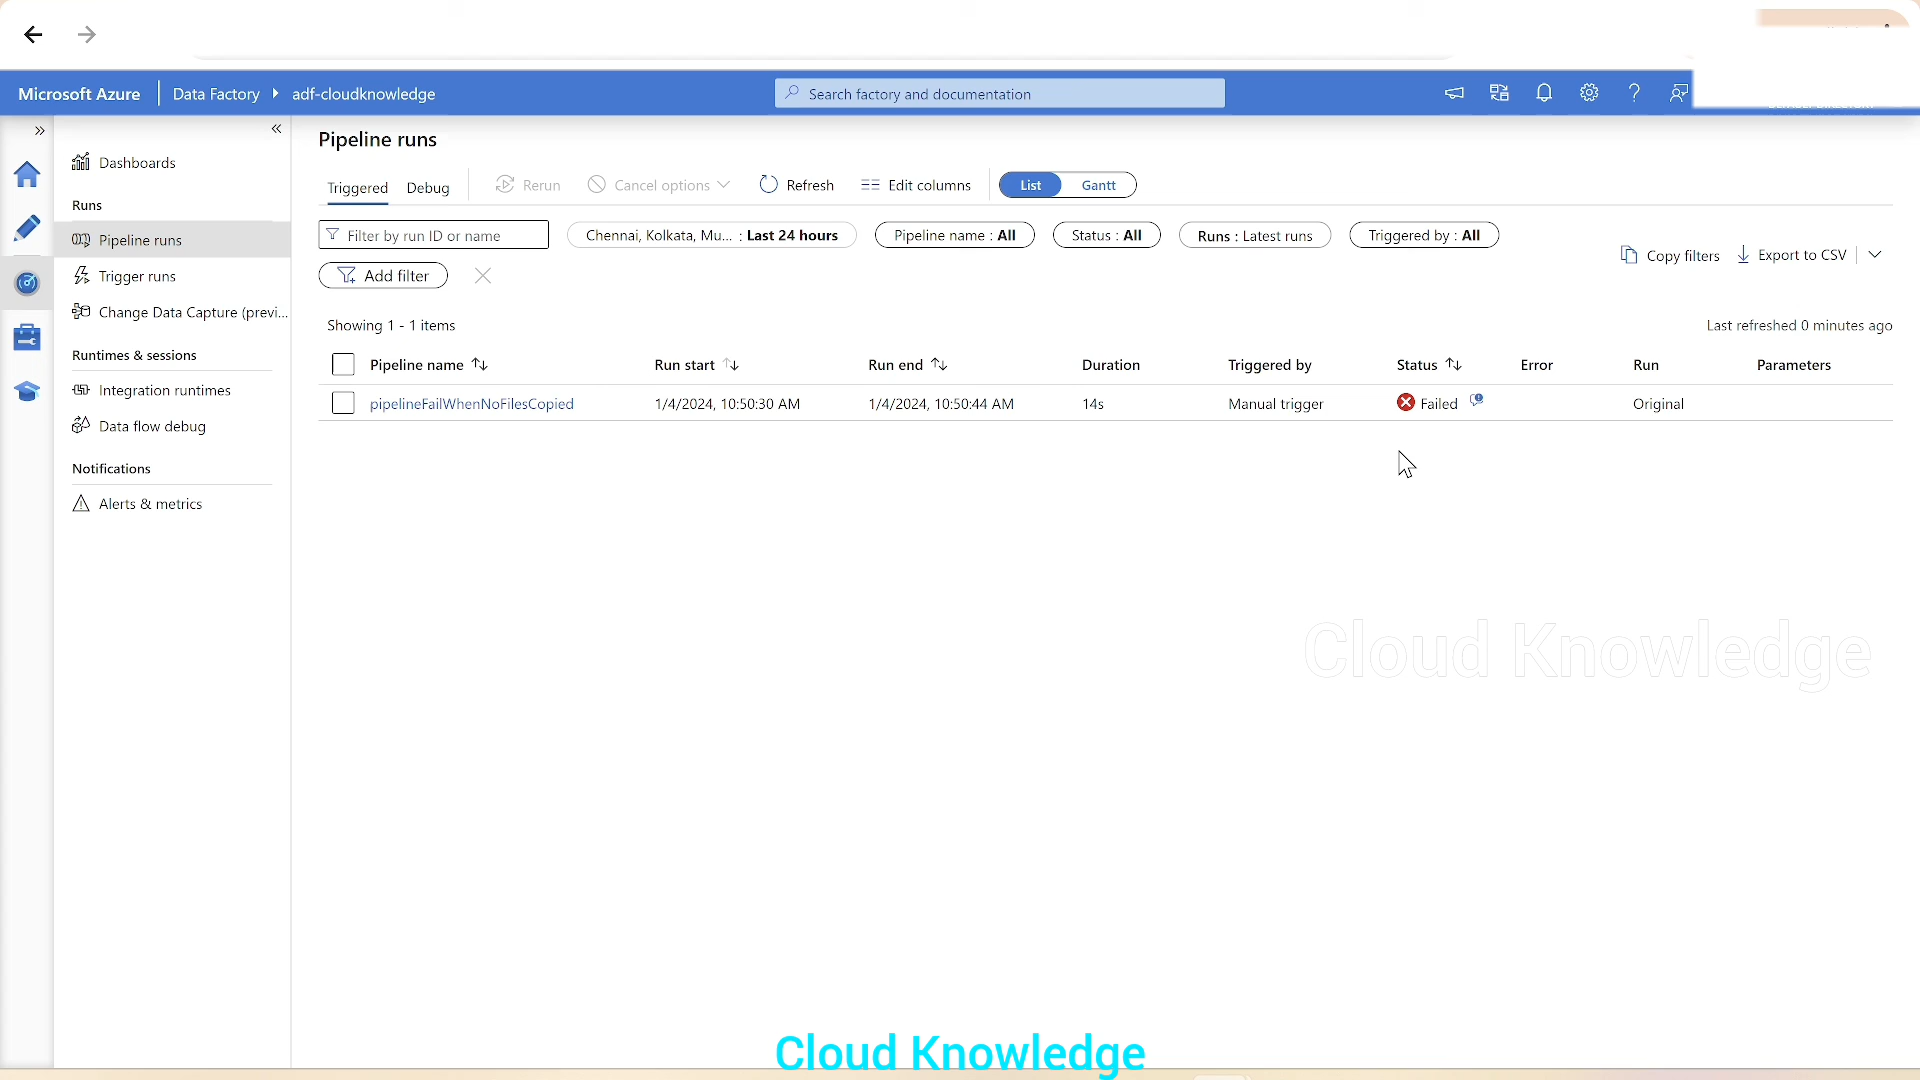 Microsoft Azure
Data Factory
adf-cloudknowledge
Search factory and documentation
Dashboards
Runs
Pipeline runs
Trigger runs
Change Data Capture (previ...
Runtimes & sessions
Integration runtimes
Data flow debug
Notifications
Alerts & metrics
Pipeline runs
Triggered
Debug
Rerun
Cancel options
Refresh
Edit columns
List
Gantt
Filter by run ID or name
Chennai, Kolkata, Mu... : Last 24 hours
Pipeline name : All
Status : All
Runs : Latest runs
Triggered by : All
Add filter
Copy filters
Export to CSV
Showing 1 - 1 items
Last refreshed 0 minutes ago
Pipeline name Run start Run end Duration Triggered by Status Error Run Parameters
pipelineFailWhenNoFilesCopied 1/4/2024, 10:50:30 AM 1/4/2024, 10:50:44 AM 14s Manual trigger Failed Original
Cloud Knowledge
Cloud Knowledge